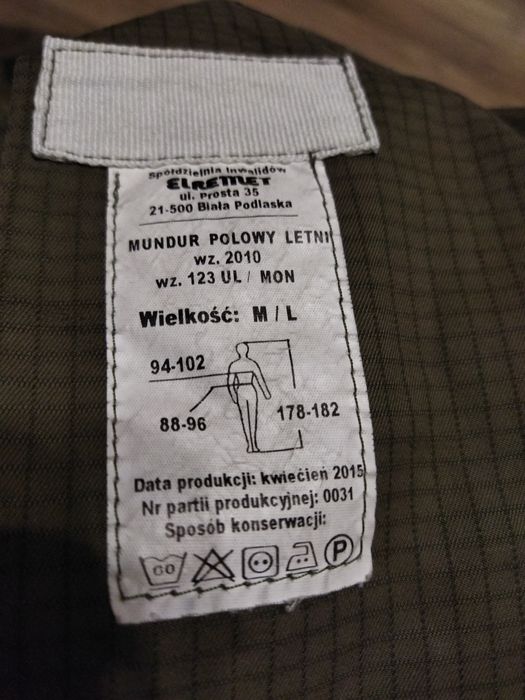 Spółdzielnia Inwalidów
ELREMET
ul. Prosta 35
21-500 Biała Podlaska
MUNDUR POLOWY LETNI
wz. 2010
wz. 123 UL / MON
Wielkość: M / L
94-102
88-96
178-182
Data produkcji: kwiecień 2015
Nr partii produkcyjnej: 0031
Sposób konserwacji:
60
P